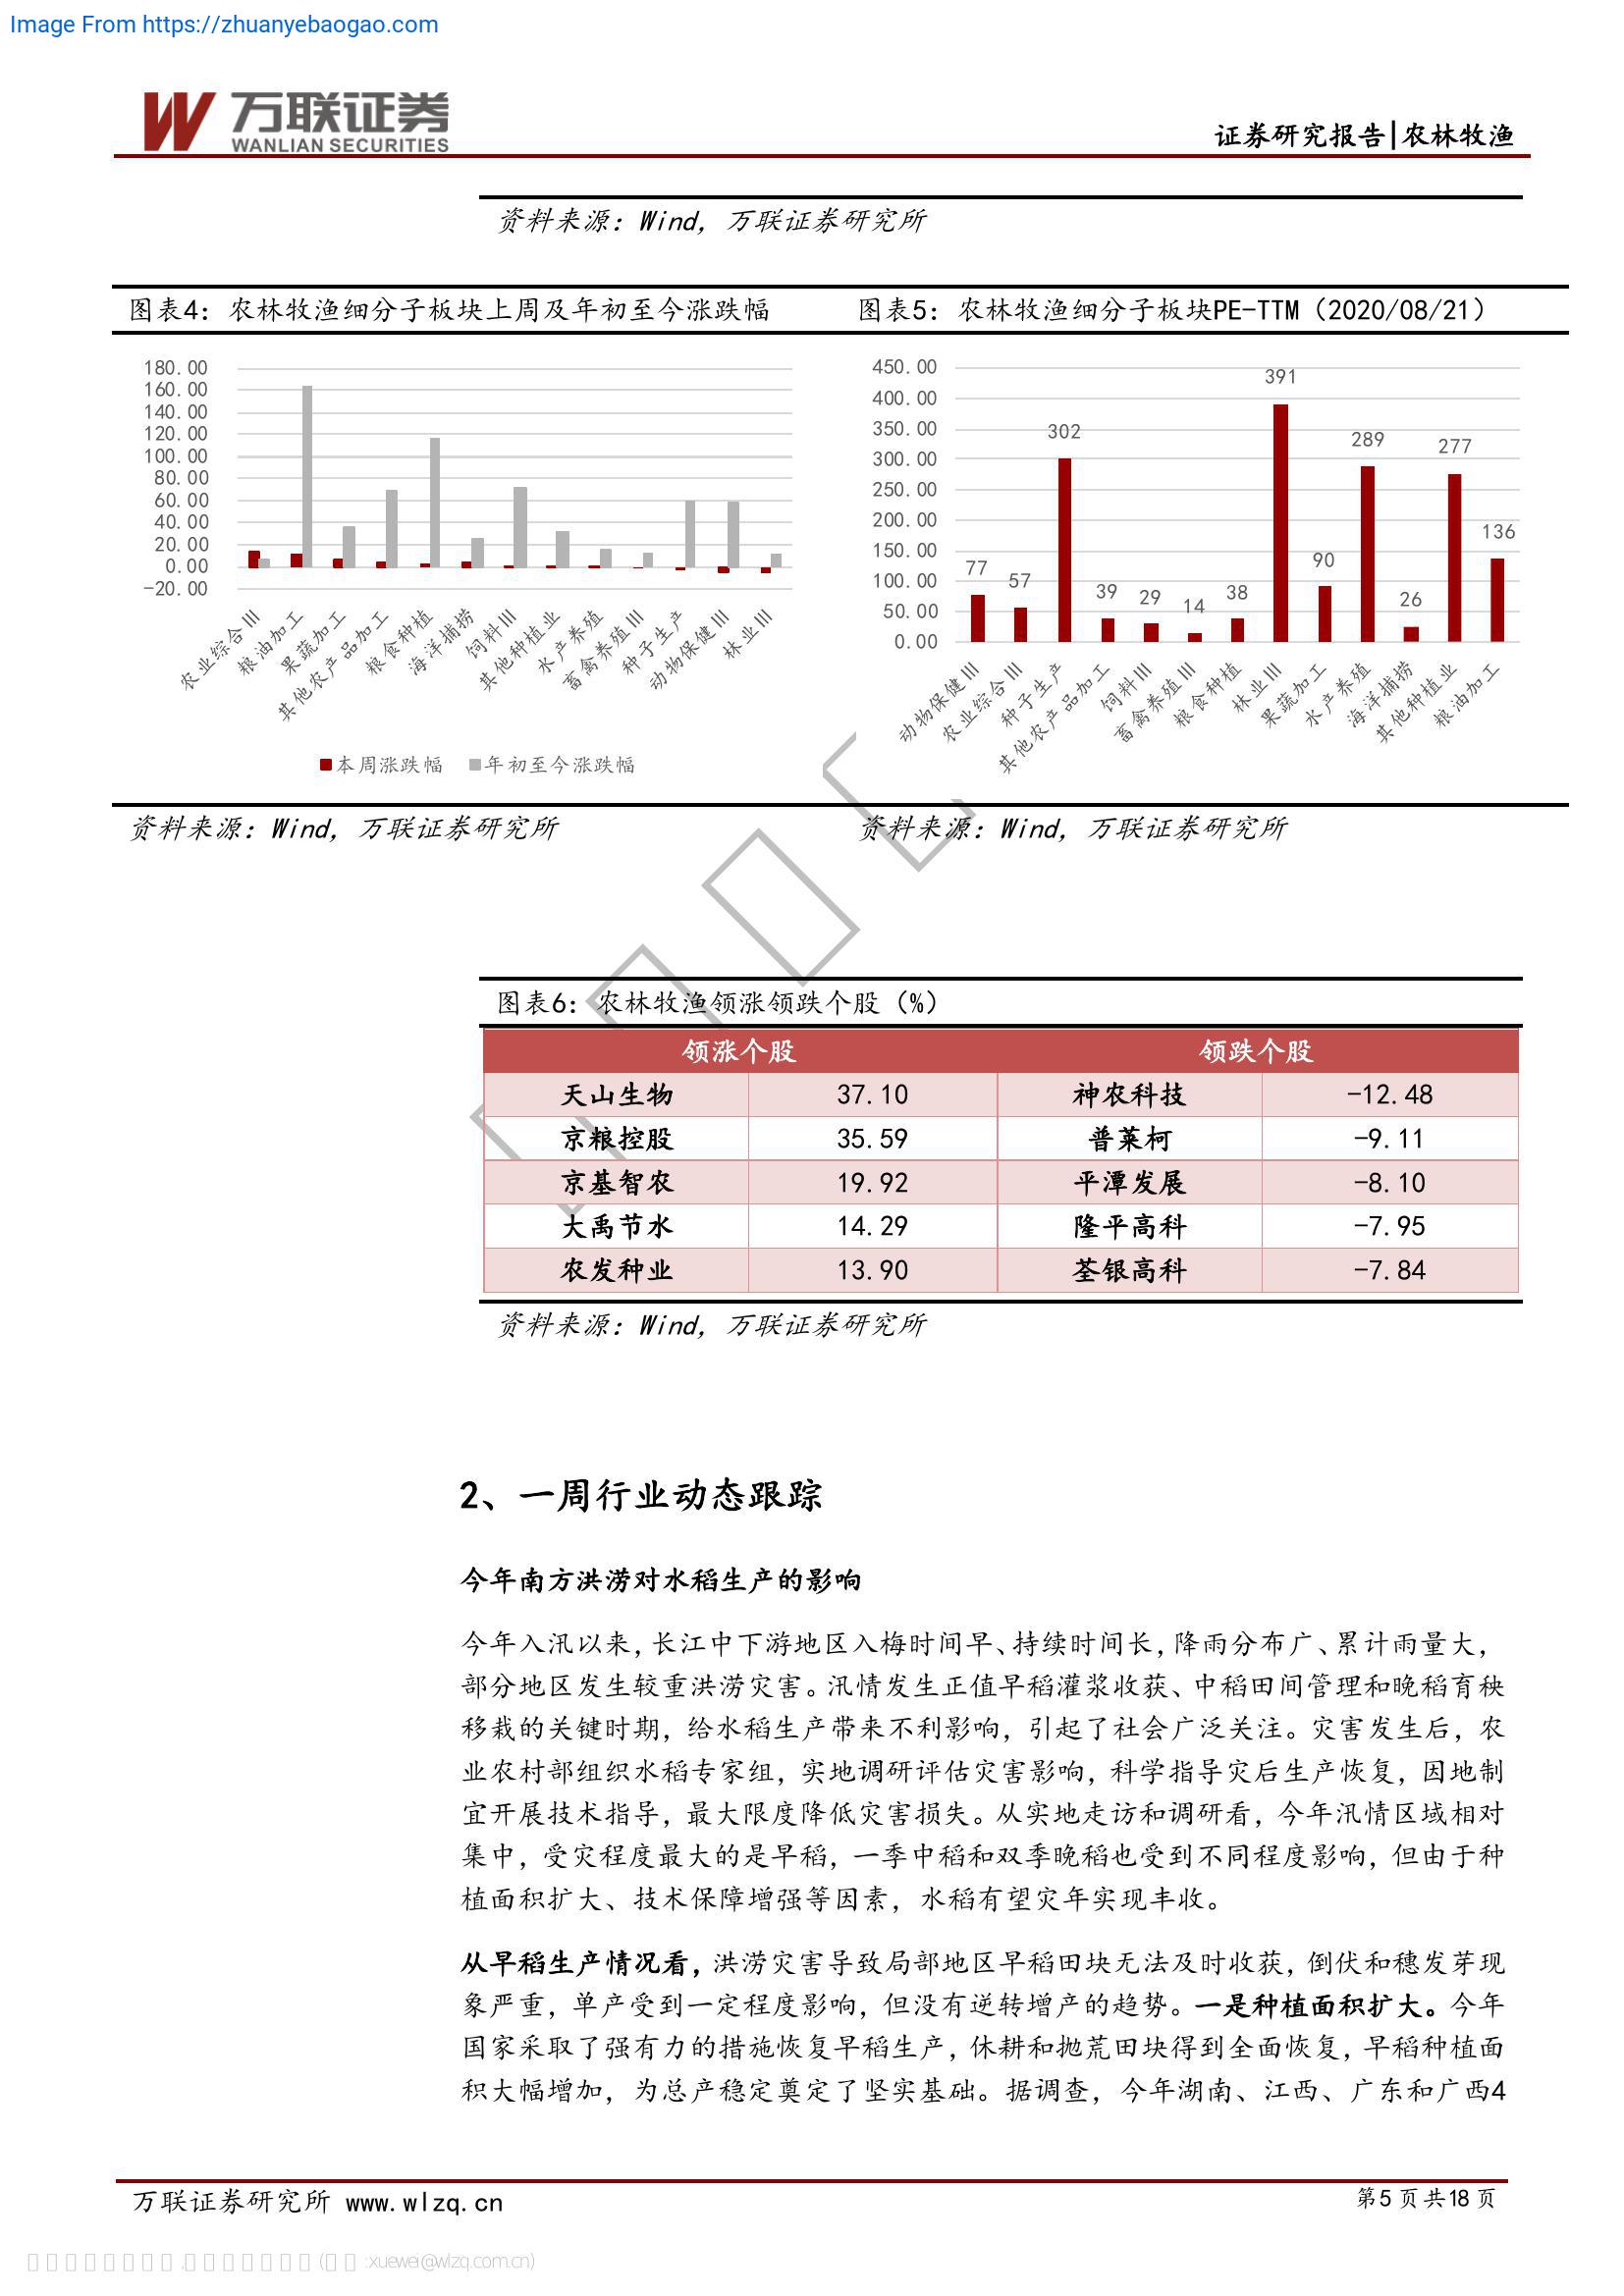 Image From https://zhuanyebaogao.com
万联证券
WANLIAN SECURITIES
证券研究报告|农林牧渔
资料来源：Wind，万联证券研究所
图表4：农林牧渔细分子板块上周及年初至今涨跌幅
180.00
160.00
140.00
120.00
100.00
80.00
60.00
40.00
20.00
0.00
-20.00
农业综合Ⅲ
粮油加工
果蔬加工
其他农产品加工
粮食种植
海洋捕捞
饲料Ⅲ
其他种植业
水产养殖
畜禽养殖Ⅲ
种子生产
动物保健Ⅲ
林业Ⅲ
本周涨跌幅 年初至今涨跌幅
资料来源：Wind，万联证券研究所
图表5：农林牧渔细分子板块PE-TTM（2020/08/21）
450.00
400.00
350.00
300.00
250.00
200.00
150.00
100.00
50.00
0.00
77
57
302
39
29
14
38
391
90
289
26
277
136
动物保健Ⅲ
农业综合Ⅲ
种子生产
其他农产品加工
饲料Ⅲ
畜禽养殖Ⅲ
粮食种植
林业Ⅲ
果蔬加工
水产养殖
海洋捕捞
其他种植业
粮油加工
资料来源：Wind，万联证券研究所
图表6：农林牧渔领涨领跌个股（%）
领涨个股 领跌个股
天山生物 37.10 神农科技 -12.48
京粮控股 35.59 普莱柯 -9.11
京基智农 19.92 平潭发展 -8.10
大禹节水 14.29 隆平高科 -7.95
农发种业 13.90 荃银高科 -7.84
资料来源：Wind，万联证券研究所
2、一周行业动态跟踪
今年南方洪涝对水稻生产的影响
今年入汛以来，长江中下游地区入梅时间早、持续时间长，降雨分布广、累计雨量大，
部分地区发生较重洪涝灾害。汛情发生正值早稻灌浆收获、中稻田间管理和晚稻育秧
移栽的关键时期，给水稻生产带来不利影响，引起了社会广泛关注。灾害发生后，农
业农村部组织水稻专家组，实地调研评估灾害影响，科学指导灾后生产恢复，因地制
宜开展技术指导，最大限度降低灾害损失。从实地走访和调研看，今年汛情区域相对
集中，受灾程度最大的是早稻，一季中稻和双季晚稻也受到不同程度影响，但由于种
植面积扩大、技术保障增强等因素，水稻有望灾年实现丰收。
从早稻生产情况看，洪涝灾害导致局部地区早稻田块无法及时收获，倒伏和穗发芽现
象严重，单产受到一定程度影响，但没有逆转增产的趋势。一是种植面积扩大。今年
国家采取了强有力的措施恢复早稻生产，休耕和抛荒田块得到全面恢复，早稻种植面
积大幅增加，为总产稳定奠定了坚实基础。据调查，今年湖南、江西、广东和广西4
万联证券研究所 www.wlzq.cn
第5页共18页
:xuewei@wlzq.com.cn)